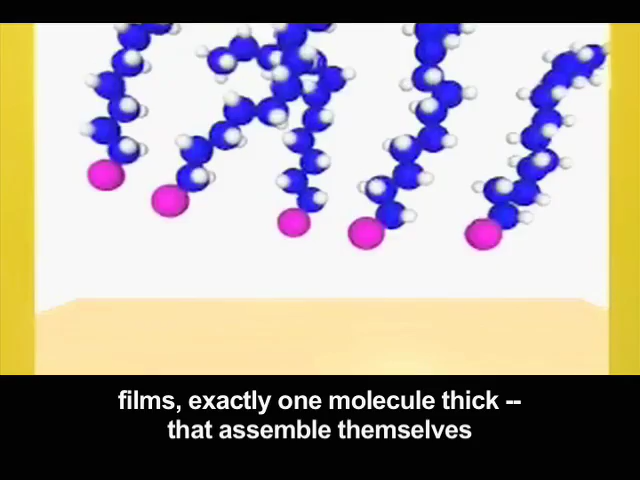 films, exactly one molecule thick --
that assemble themselves